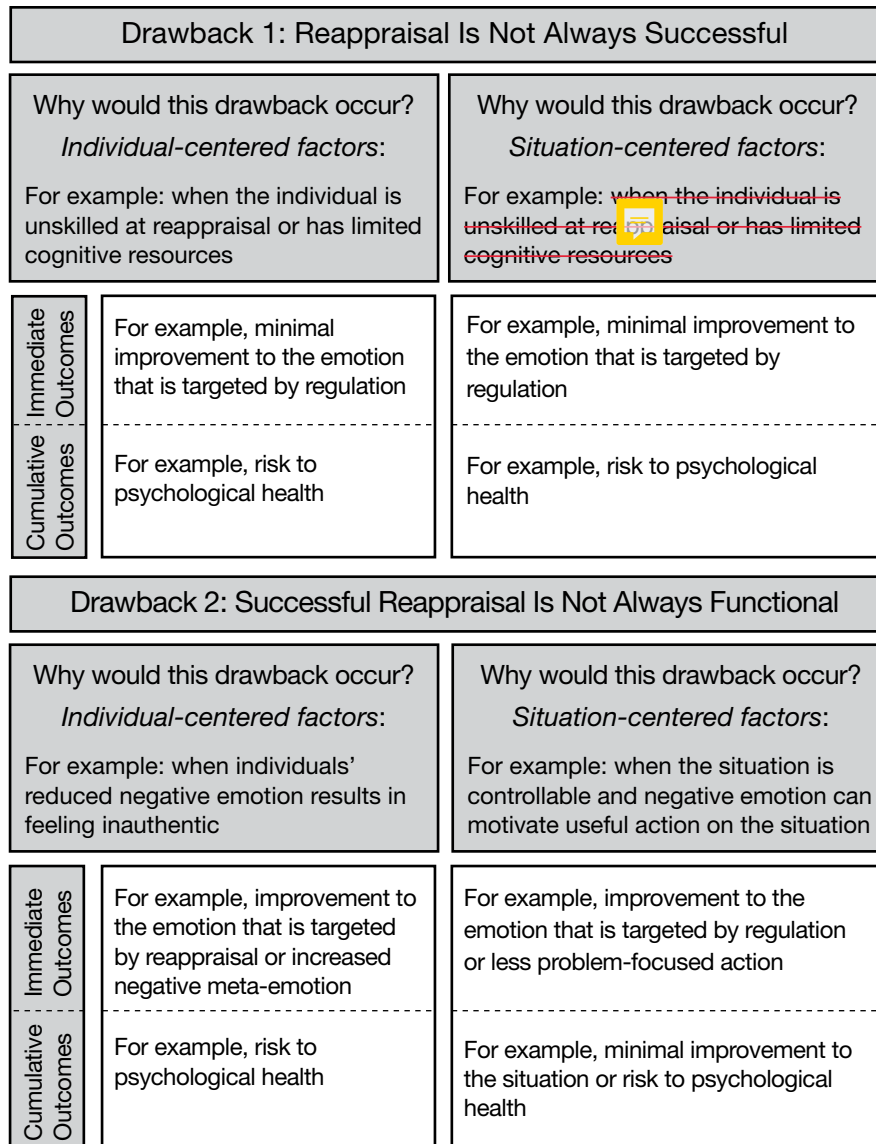 Drawback 1: Reappraisal Is Not Always Successful
Why would this drawback occur?
Individual-centered factors:
For example: when the individual is
unskilled at reappraisal or has limited
cognitive resources
Why would this drawback occur?
Situation-centered factors:
For example: when the individual is
unskilled at reappraisal or has limited
cognitive resources
Immediate
Outcomes
For example, minimal
improvement to the emotion
that is targeted by regulation
For example, minimal improvement to
the emotion that is targeted by
regulation
Cumulative
Outcomes
For example, risk to
psychological health
For example, risk to psychological
health
Drawback 2: Successful Reappraisal Is Not Always Functional
Why would this drawback occur?
Individual-centered factors:
For example: when individuals’
reduced negative emotion results in
feeling inauthentic
Why would this drawback occur?
Situation-centered factors:
For example: when the situation is
controllable and negative emotion can
motivate useful action on the situation
Immediate
Outcomes
For example, improvement to
the emotion that is targeted
by reappraisal or increased
negative meta-emotion
For example, improvement to the
emotion that is targeted by regulation
or less problem-focused action
Cumulative
Outcomes
For example, risk to
psychological health
For example, minimal improvement to
the situation or risk to psychological
health